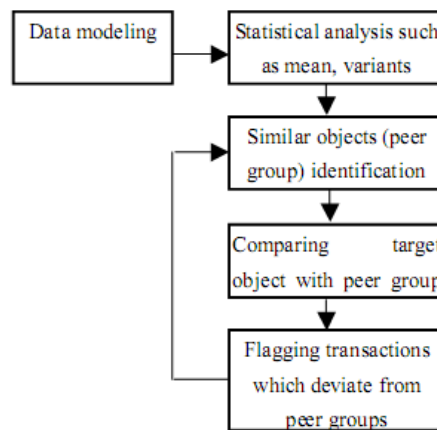 Data modeling
Statistical analysis such
as mean, variants
Similar objects (peer
group) identification
Comparing target
object with peer group
Flagging transactions
which deviate from
peer groups